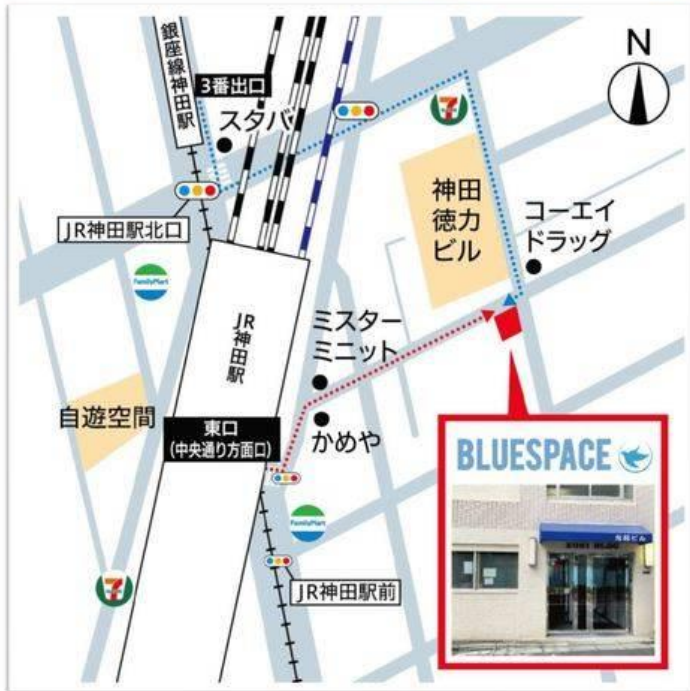 銀座線神田駅
3番出口
スタバ
N
JR神田駅北口
神田
徳力
ビル
コーエイ
ドラッグ
FamilyMart
JR神田駅
ミスター
ミニット
自遊空間
東口
(中央通り方面口)
かめや
FamilyMart
JR神田駅前
BLUESPACE